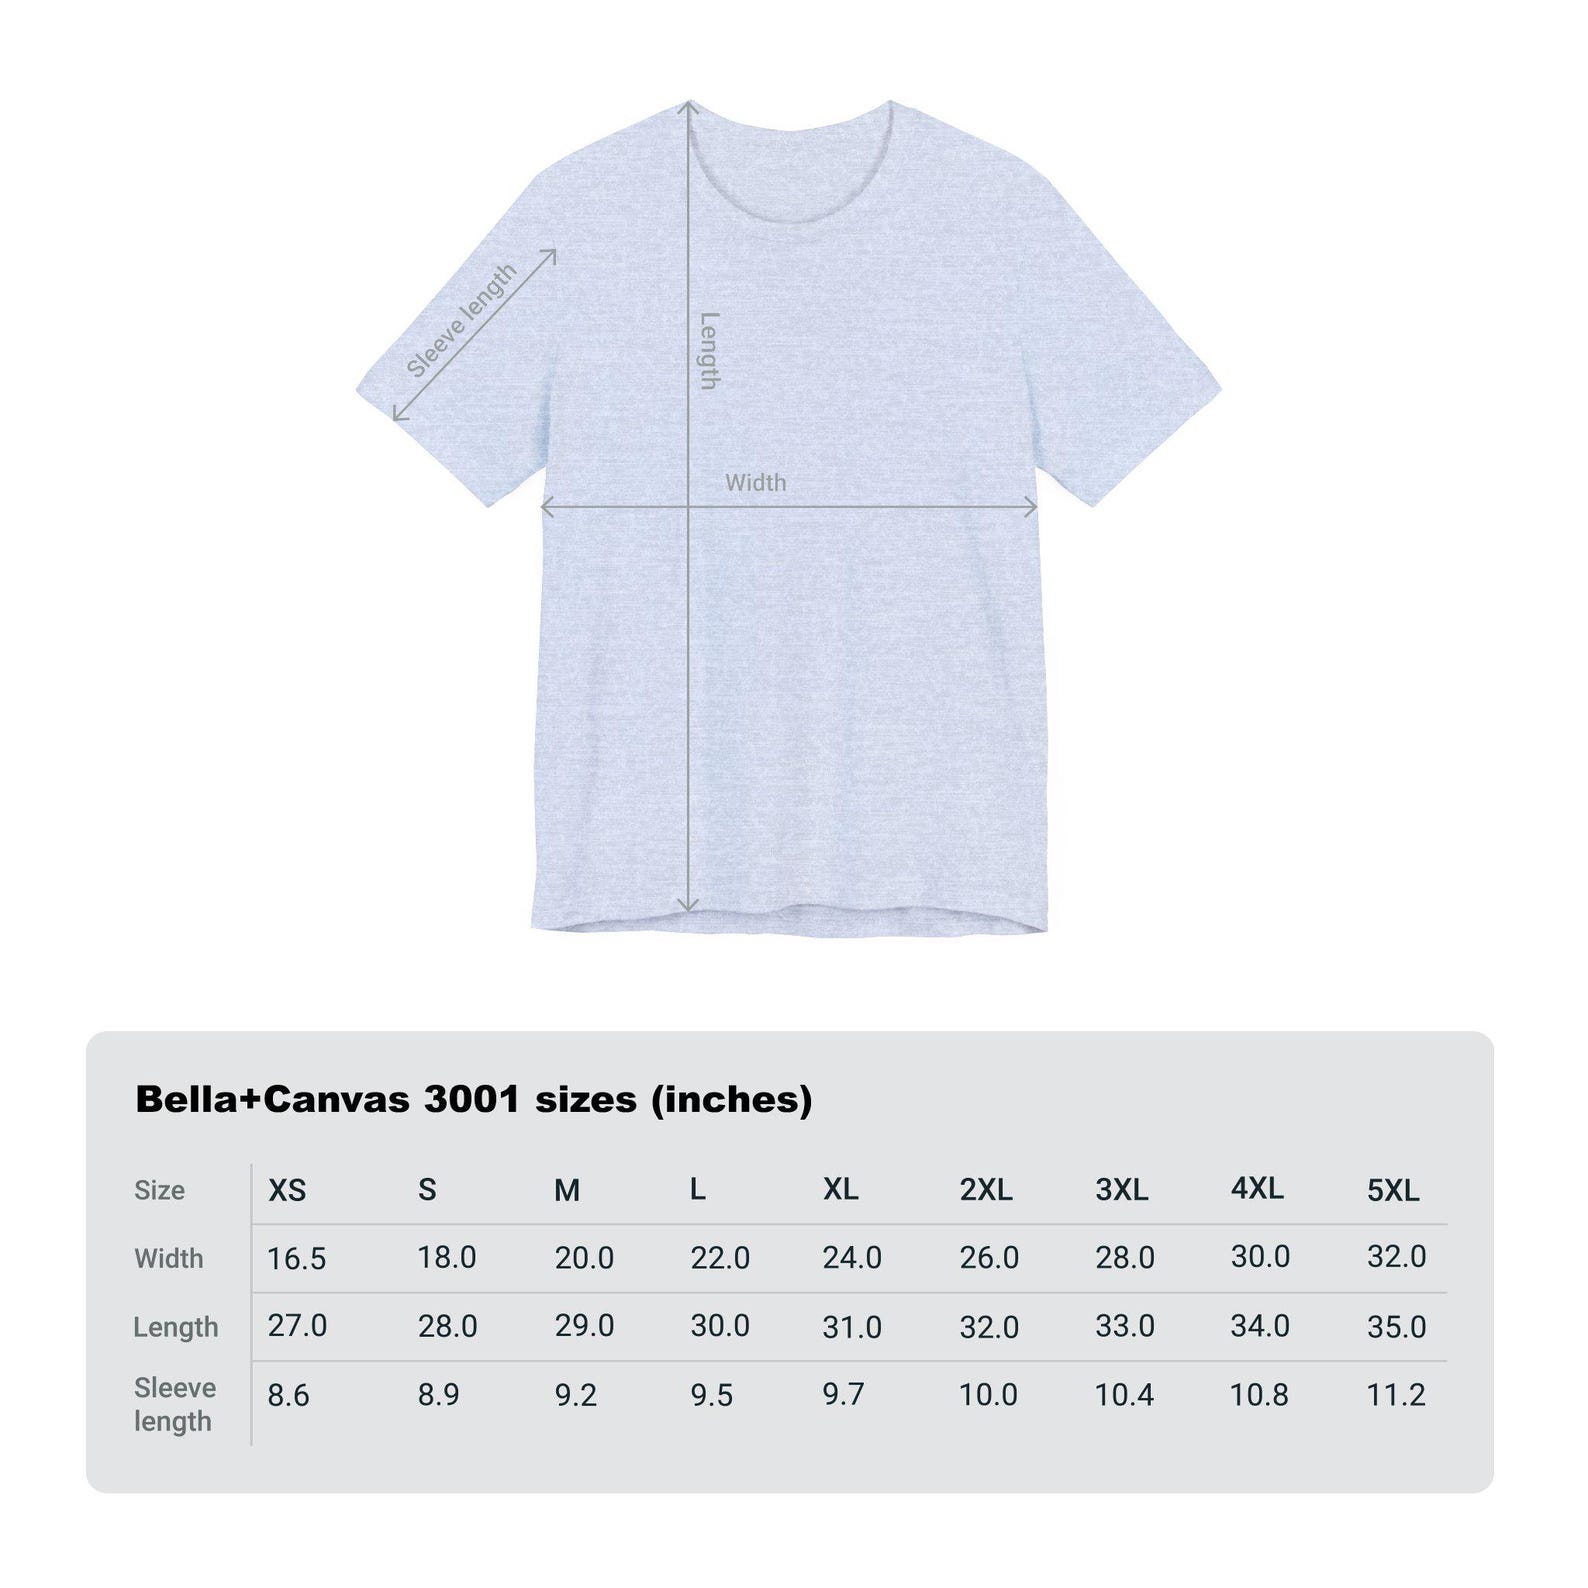 Sleeve length
Length
Width
Bella+Canvas 3001 sizes (inches)
Size XS S M L XL 2XL 3XL 4XL 5XL
Width 16.5 18.0 20.0 22.0 24.0 26.0 28.0 30.0 32.0
Length 27.0 28.0 29.0 30.0 31.0 32.0 33.0 34.0 35.0
Sleeve
length 8.6 8.9 9.2 9.5 9.7 10.0 10.4 10.8 11.2